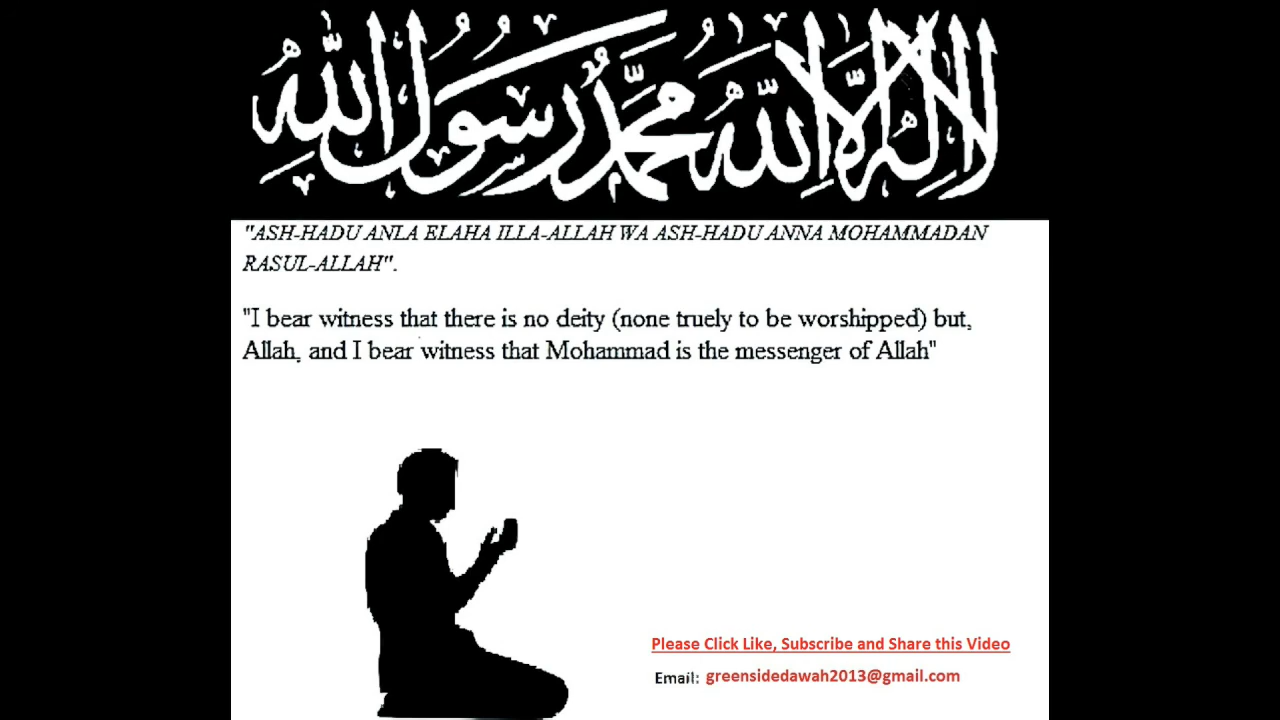 لا إله إلا الله محمد رسول الله
"ASH-HADU ANLA ELAHA ILLA-ALLAH WA ASH-HADU ANNA MOHAMMADAN
RASUL-ALLAH".
"I bear witness that there is no deity (none truely to be worshipped) but,
Allah, and I bear witness that Mohammad is the messenger of Allah"
Please Click Like, Subscribe and Share this Video
Email: greensidedawah2013@gmail.com